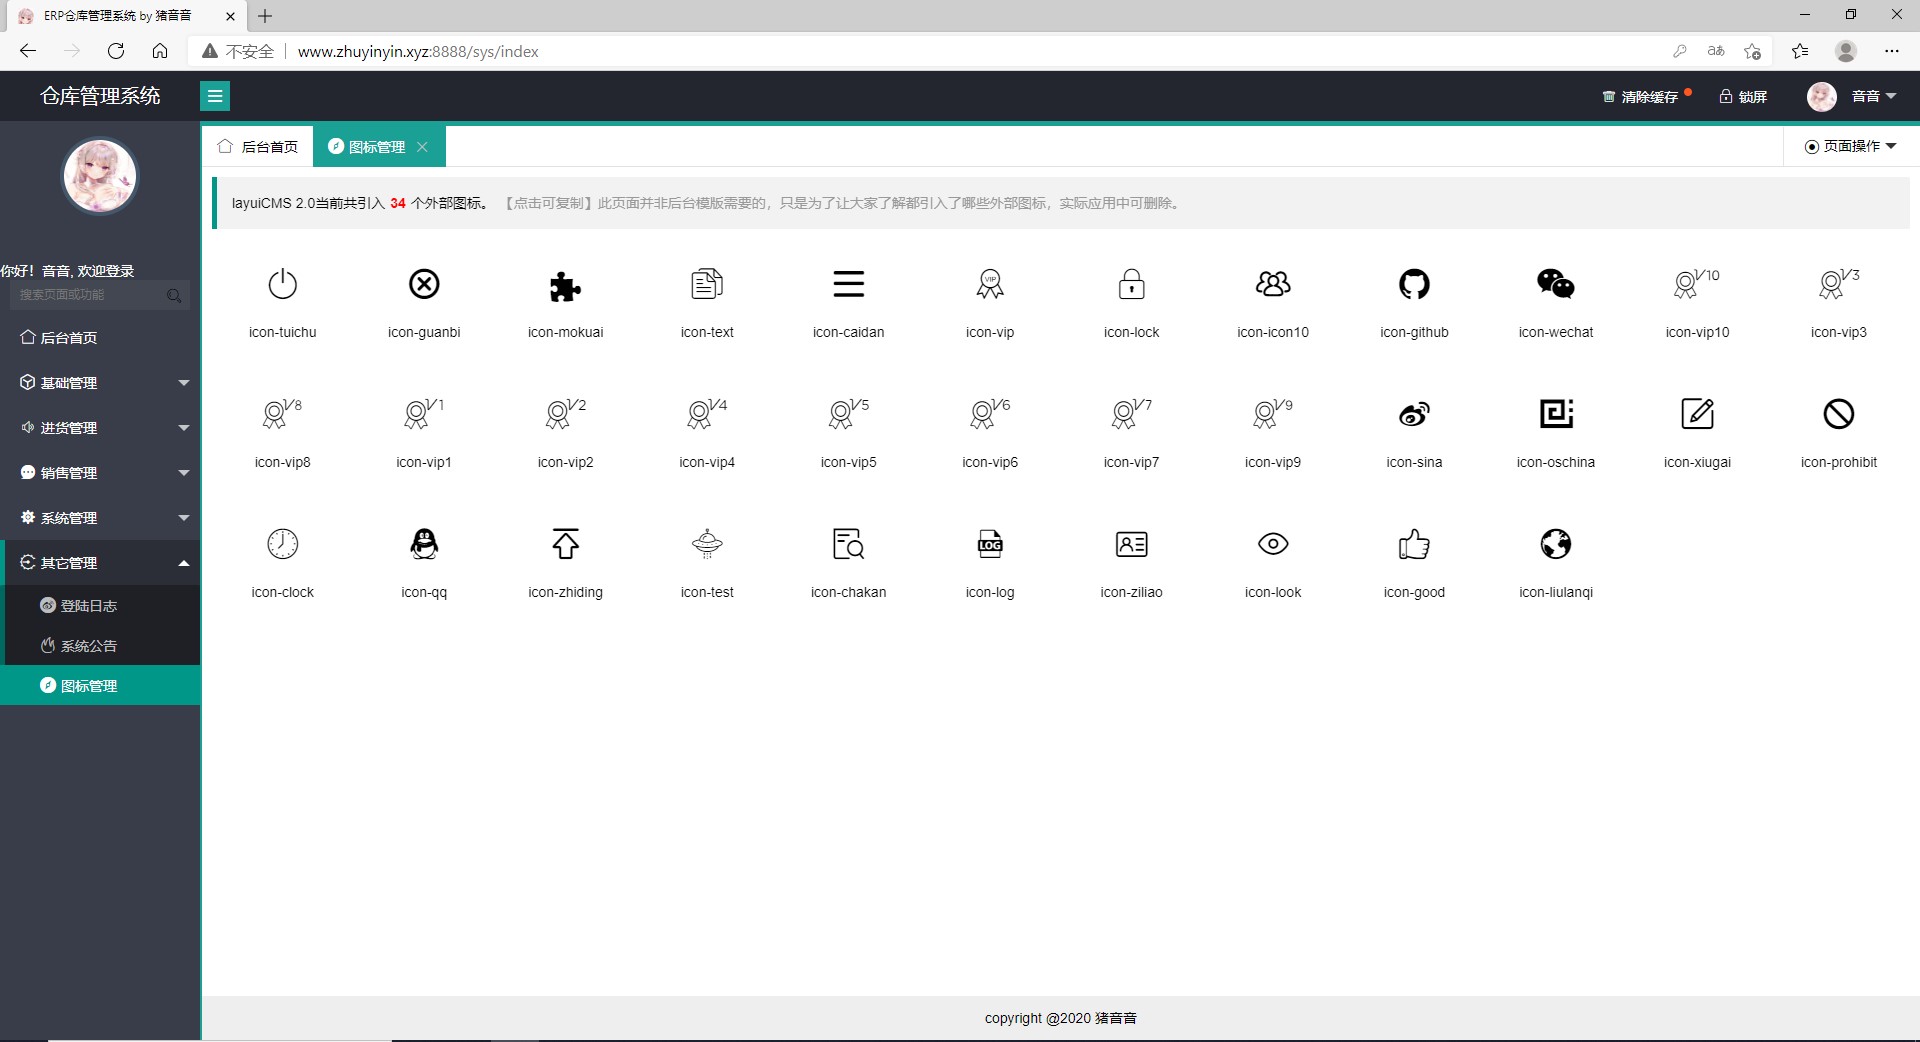 ERP仓库管理系统 by 猪音音
不安全 www.zhuyinyin.xyz:8888/sys/index
仓库管理系统
清除缓存 锁屏 音音
后台首页 图标管理 页面操作
layuiCMS 2.0当前共引入 34 个外部图标。【点击可复制】此页面并非后台模版需要的，只是为了让大家了解都引入了哪些外部图标，实际应用中可删除。
你好！音音, 欢迎登录
搜索页面或功能
后台首页
基础管理
进货管理
销售管理
系统管理
其它管理
登陆日志
系统公告
图标管理
VIP V10 V3
icon-tuichu icon-guanbi icon-mokuai icon-text icon-caidan icon-vip icon-lock icon-icon10 icon-github icon-wechat icon-vip10 icon-vip3
V8 V1 V2 V4 V5 V6 V7 V9
icon-vip8 icon-vip1 icon-vip2 icon-vip4 icon-vip5 icon-vip6 icon-vip7 icon-vip9 icon-sina icon-oschina icon-xiugai icon-prohibit
LOG
icon-clock icon-qq icon-zhiding icon-test icon-chakan icon-log icon-ziliao icon-look icon-good icon-liulanqi
copyright @2020 猪音音